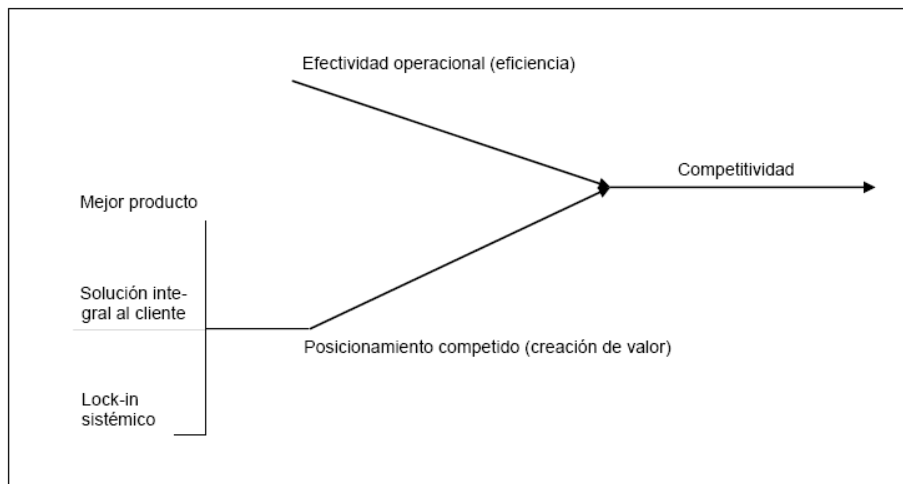 Efectividad operacional (eficiencia)
Competitividad
Mejor producto
Solución inte-
gral al cliente
Posicionamiento competido (creación de valor)
Lock-in
sistémico